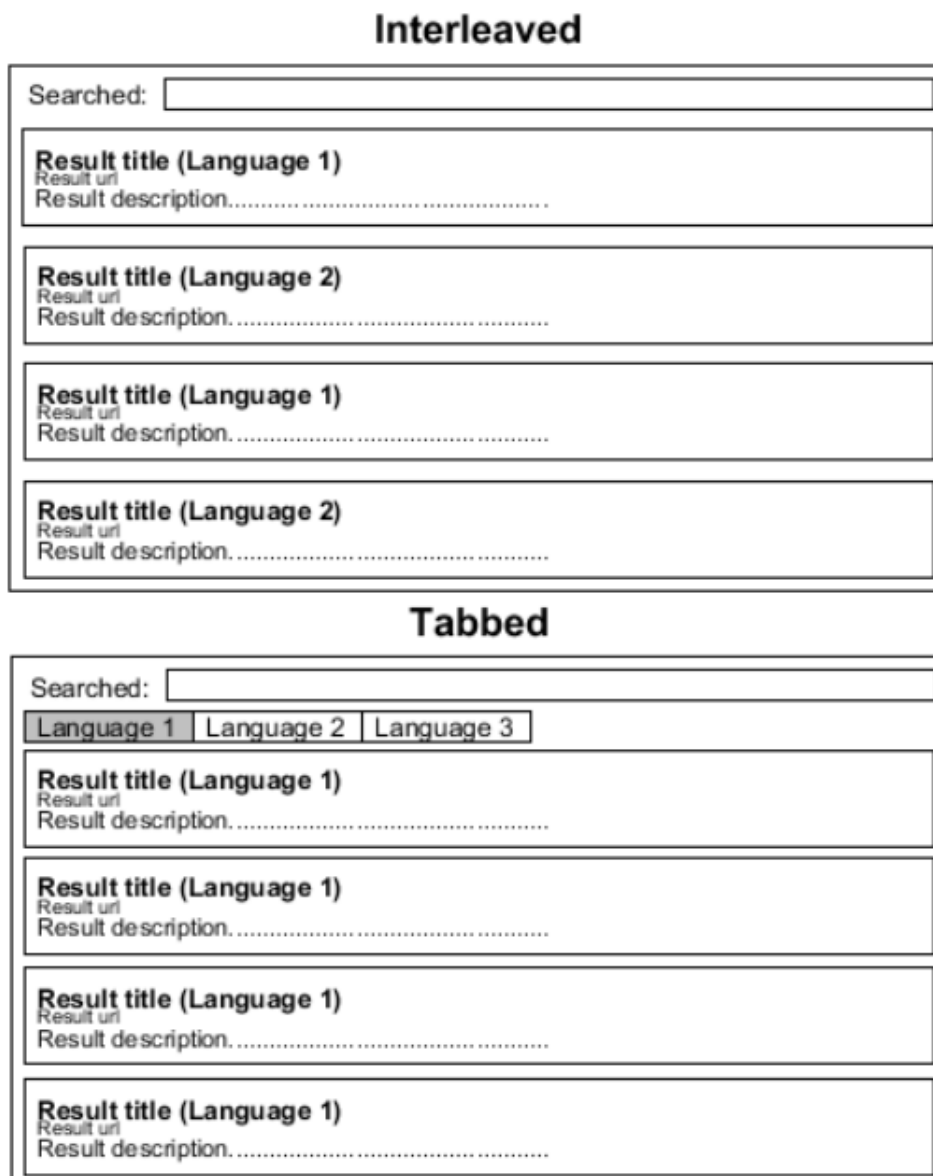 Interleaved
Searched:
Result title (Language 1)
Result url
Result description..................................................
Result title (Language 2)
Result url
Result description..................................................
Result title (Language 1)
Result url
Result description..................................................
Result title (Language 2)
Result url
Result description..................................................
Tabbed
Searched:
Language 1 Language 2 Language 3
Result title (Language 1)
Result url
Result description..................................................
Result title (Language 1)
Result url
Result description..................................................
Result title (Language 1)
Result url
Result description..................................................
Result title (Language 1)
Result url
Result description..................................................